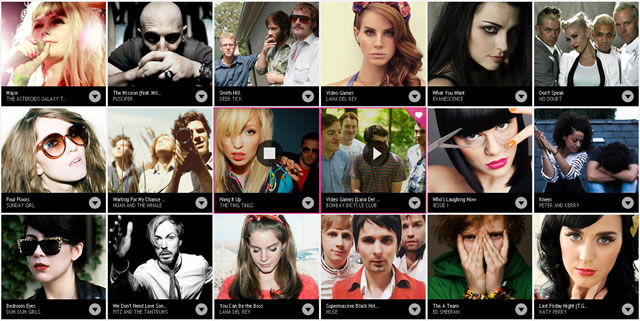 Major
THE ASTEROIDS GALAXY T...
The Mission (feat. Mil...
PUSCIFER
Smith Hill
DEER TICK
Video Games
LANA DEL REY
What You Want
EVANESCENCE
Don't Speak
NO DOUBT
Four Floors
SUNDAY GIRL
Waiting For My Chance ...
NOAH AND THE WHALE
Hang It Up
THE TING TINGS
Video Games (Lana Del ...
BOMBAY BICYCLE CLUB
Who's Laughing Now
JESSIE J
Knees
PETER AND KERRY
Bedroom Eyes
DUM DUM GIRLS
We Don't Need Love Son...
FITZ AND THE TANTRUMS
You Can Be the Boss
LANA DEL REY
Supermassive Black Hol...
MUSE
The A Team
ED SHEERAN
Last Friday Night (T.G...
KATY PERRY